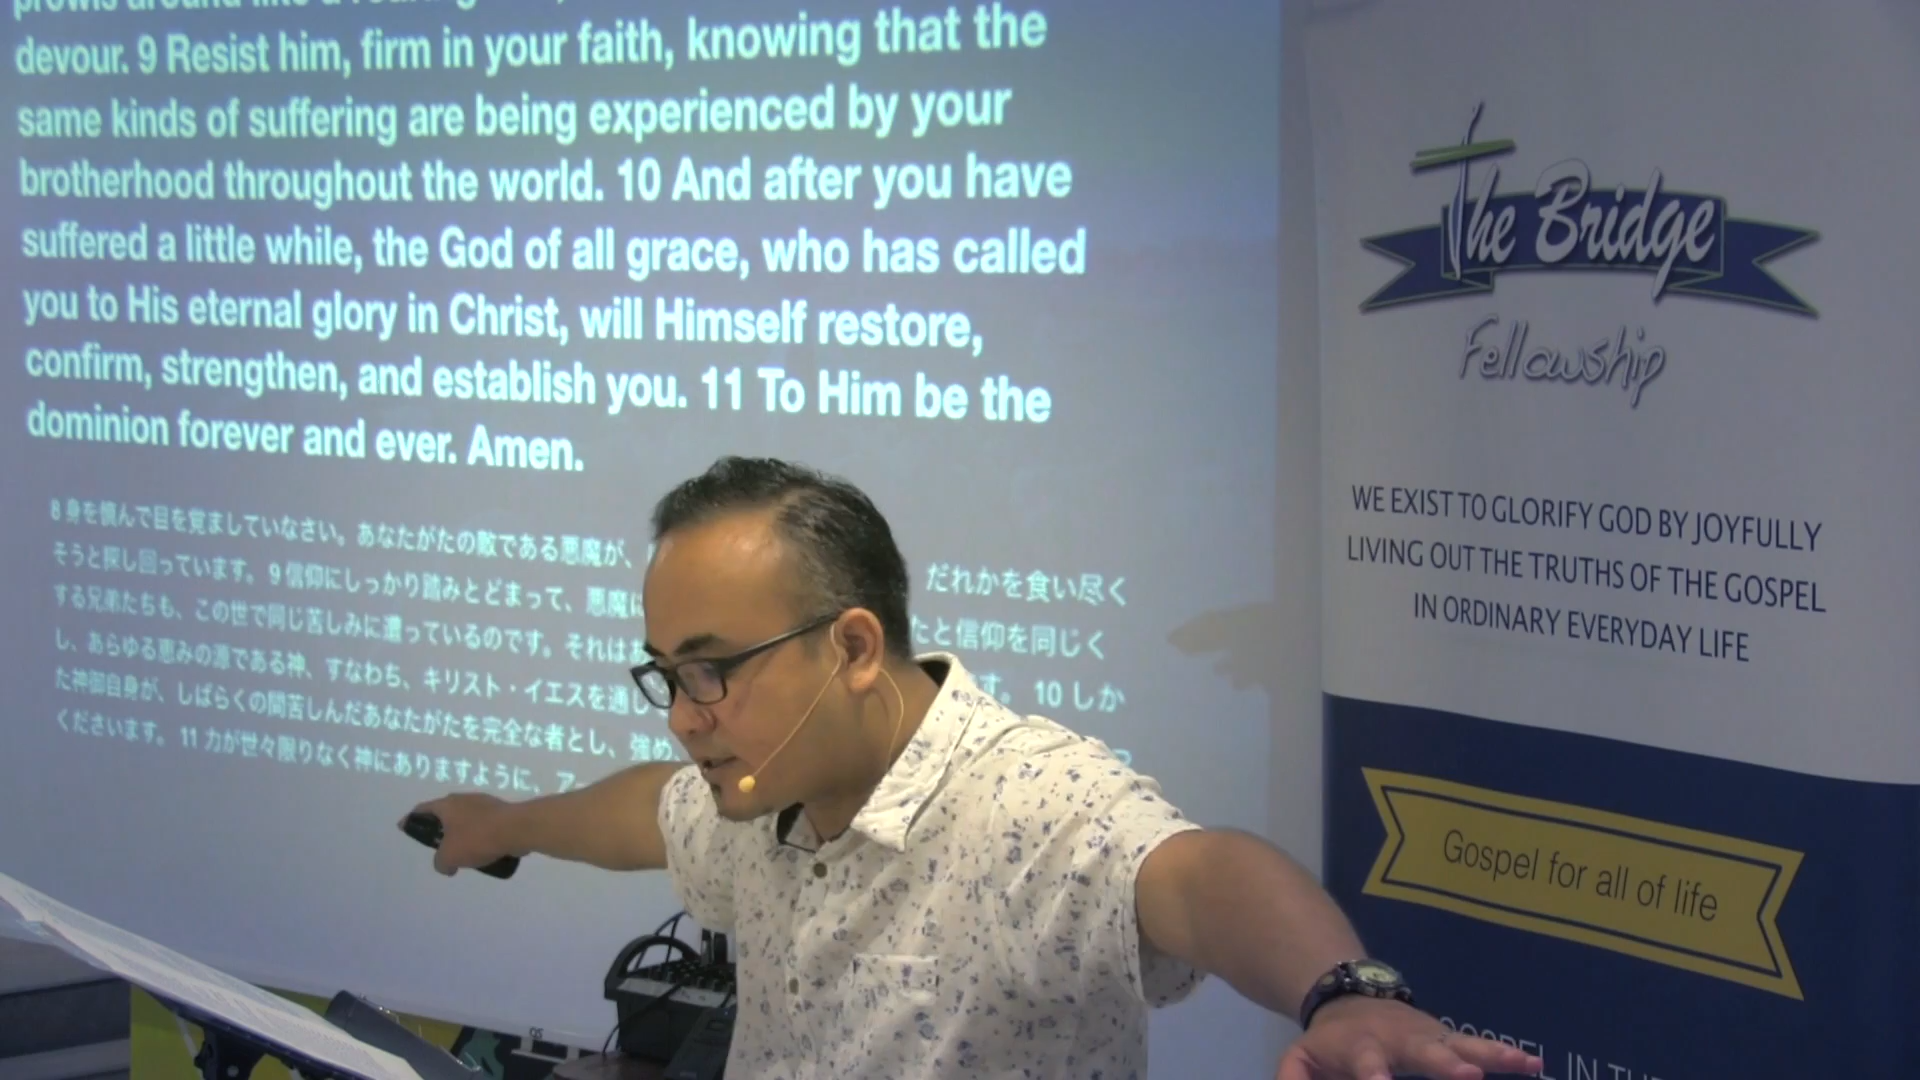 prowls around like a roaring
devour. 9 Resist him, firm in your faith, knowing that the
same kinds of suffering are being experienced by your
brotherhood throughout the world. 10 And after you have
suffered a little while, the God of all grace, who has called
you to His eternal glory in Christ, will Himself restore,
confirm, strengthen, and establish you. 11 To Him be the
dominion forever and ever. Amen.
8 身を慎んで目を覚ましていなさい。あなたがたの敵である悪魔が、 だれかを食い尽く
そうと探し回っています。9 信仰にしっかり踏みとどまって、悪魔に たと信仰を同じく
する兄弟たちも、この世で同じ苦しみに遭っているのです。それはあ す。 10 しか
し、あらゆる恵みの源である神、すなわち、キリスト・イエスを通し
た神御自身が、しばらくの間苦しんだあなたがたを完全な者とし、強め
くださいます。11 力が世々限りなく神にありますように、アー
The Bridge
Fellowship
WE EXIST TO GLORIFY GOD BY JOYFULLY
LIVING OUT THE TRUTHS OF THE GOSPEL
IN ORDINARY EVERYDAY LIFE
Gospel for all of life
GOSPEL IN THE